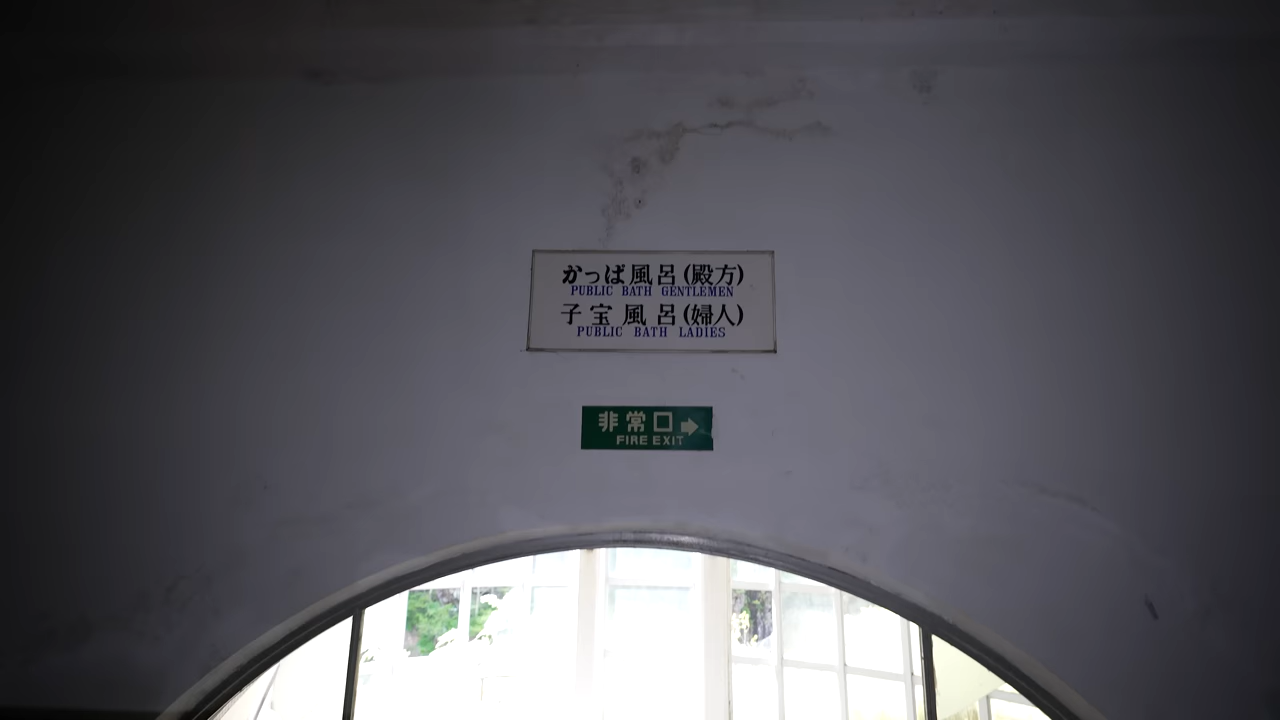 かっぱ風呂(殿方)
PUBLIC BATH GENTLEMEN
子宝風呂(婦人)
PUBLIC BATH LADIES
非常口➡
FIRE EXIT